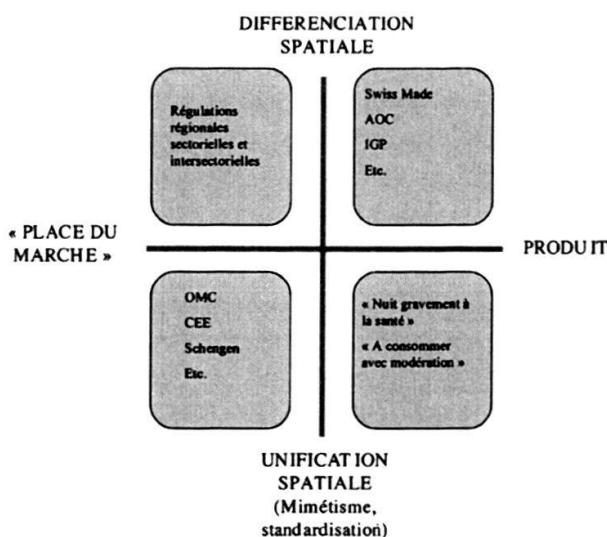 DIFFERENCIATION
SPATIALE
Régulations
régionales
sectorielles et
intersectorielles
Swiss Made
AOC
IGP
Etc.
« PLACE DU
MARCHE »
PRODUIT
OMC
CEE
Schengen
Etc.
« Nuit gravement à
la santé »
« A consommer
avec modération »
UNIFICATION
SPATIALE
(Mimétisme,
standardisation)